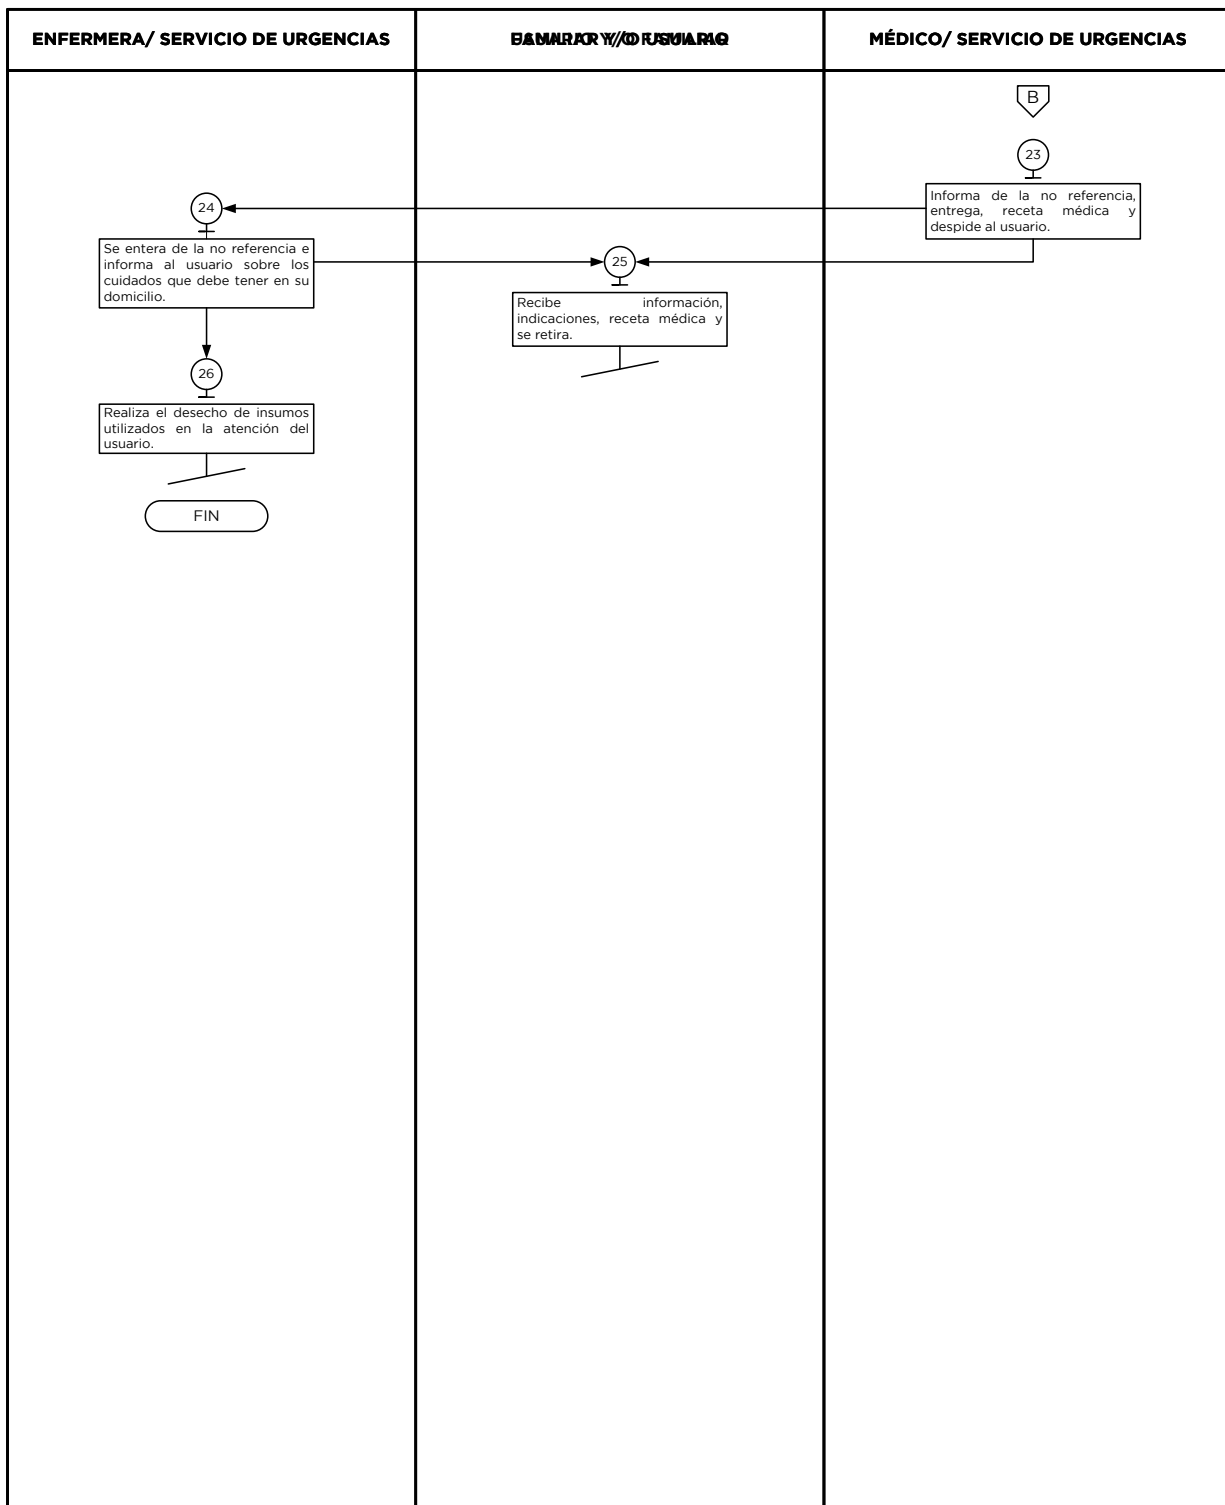 ENFERMERA/ SERVICIO DE URGENCIAS
MÉDICO/ SERVICIO DE URGENCIAS
B
23
Informa de la no referencia,
entrega, receta médica y
despide al usuario.
24
Se entera de la no referencia e
informa al usuario sobre los
cuidados que debe tener en su
domicilio.
25
Recibe información,
indicaciones, receta médica y
se retira.
26
Realiza el desecho de insumos
utilizados en la atención del
usuario.
FIN